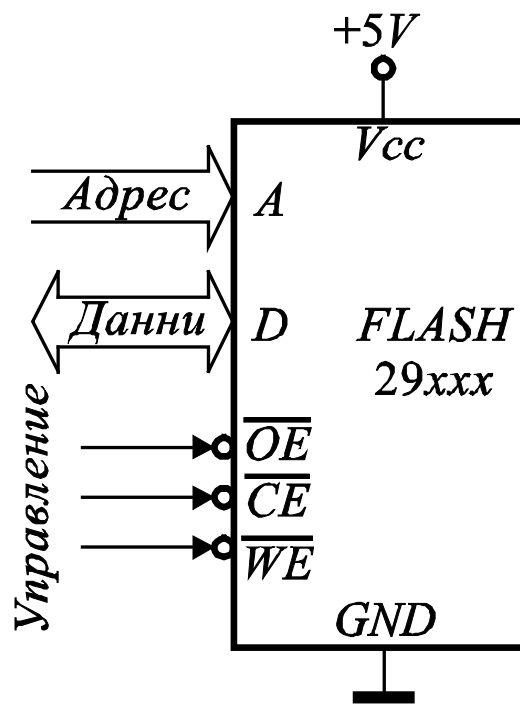 +5V
Vcc
Адрес
A
Данни
D
FLASH
29xxx
Управление
OE
CE
WE
GND